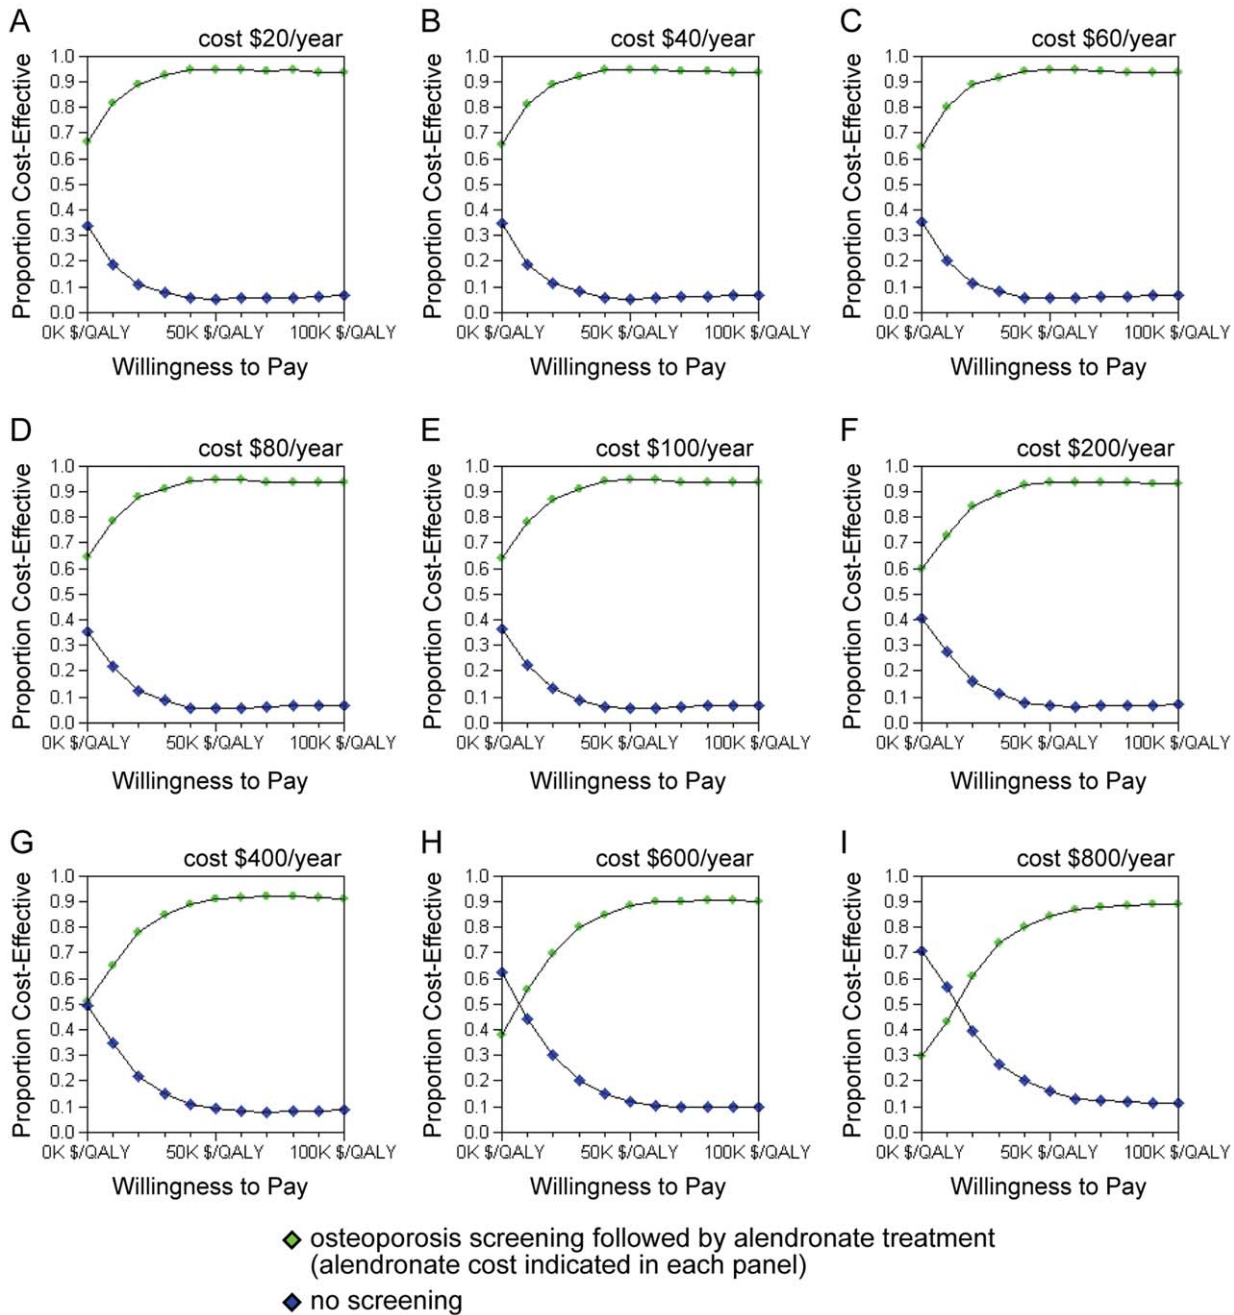 A
cost $20/year
Proportion Cost-Effective
1.0
0.9
0.8
0.7
0.6
0.5
0.4
0.3
0.2
0.1
0.0
0K $/QALY 50K $/QALY 100K $/QALY
Willingness to Pay
B
cost $40/year
Proportion Cost-Effective
1.0
0.9
0.8
0.7
0.6
0.5
0.4
0.3
0.2
0.1
0.0
0K $/QALY 50K $/QALY 100K $/QALY
Willingness to Pay
C
cost $60/year
Proportion Cost-Effective
1.0
0.9
0.8
0.7
0.6
0.5
0.4
0.3
0.2
0.1
0.0
0K $/QALY 50K $/QALY 100K $/QALY
Willingness to Pay
D
cost $80/year
Proportion Cost-Effective
1.0
0.9
0.8
0.7
0.6
0.5
0.4
0.3
0.2
0.1
0.0
0K $/QALY 50K $/QALY 100K $/QALY
Willingness to Pay
E
cost $100/year
Proportion Cost-Effective
1.0
0.9
0.8
0.7
0.6
0.5
0.4
0.3
0.2
0.1
0.0
0K $/QALY 50K $/QALY 100K $/QALY
Willingness to Pay
F
cost $200/year
Proportion Cost-Effective
1.0
0.9
0.8
0.7
0.6
0.5
0.4
0.3
0.2
0.1
0.0
0K $/QALY 50K $/QALY 100K $/QALY
Willingness to Pay
G
cost $400/year
Proportion Cost-Effective
1.0
0.9
0.8
0.7
0.6
0.5
0.4
0.3
0.2
0.1
0.0
0K $/QALY 50K $/QALY 100K $/QALY
Willingness to Pay
H
cost $600/year
Proportion Cost-Effective
1.0
0.9
0.8
0.7
0.6
0.5
0.4
0.3
0.2
0.1
0.0
0K $/QALY 50K $/QALY 100K $/QALY
Willingness to Pay
I
cost $800/year
Proportion Cost-Effective
1.0
0.9
0.8
0.7
0.6
0.5
0.4
0.3
0.2
0.1
0.0
0K $/QALY 50K $/QALY 100K $/QALY
Willingness to Pay
osteoporosis screening followed by alendronate treatment
(alendronate cost indicated in each panel)
no screening